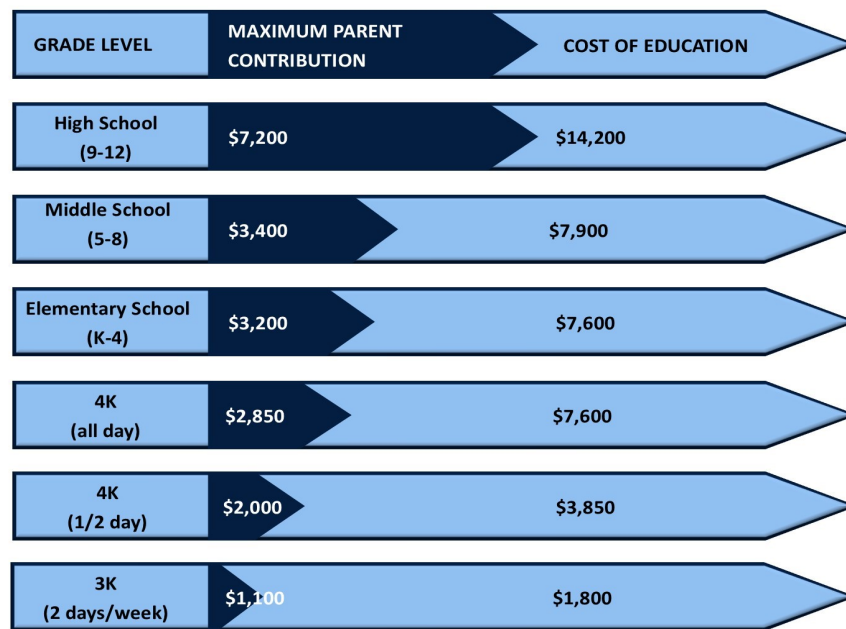 GRADE LEVEL
MAXIMUM PARENT
CONTRIBUTION
COST OF EDUCATION
High School
(9-12)
$7,200
$14,200
Middle School
(5-8)
$3,400
$7,900
Elementary School
(K-4)
$3,200
$7,600
4K
(all day)
$2,850
$7,600
4K
(1/2 day)
$2,000
$3,850
3K
(2 days/week)
$1,100
$1,800